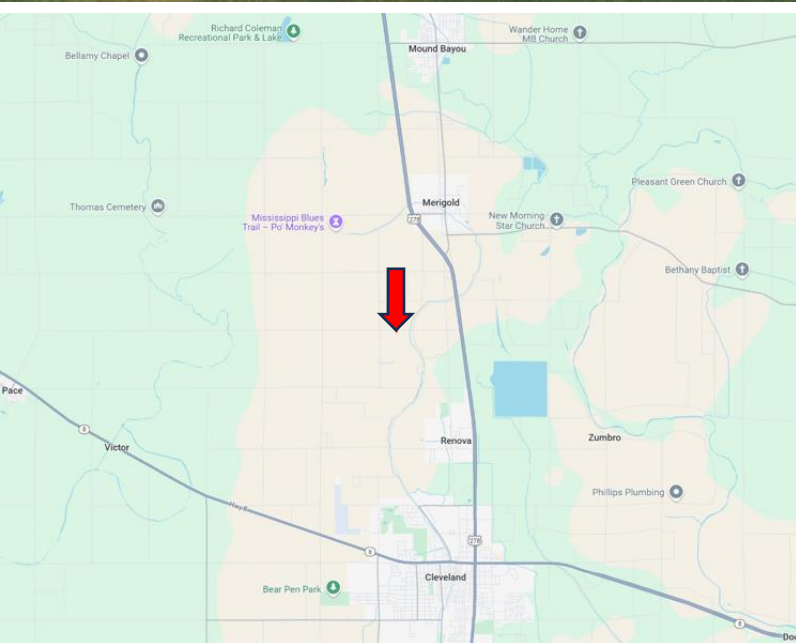 Richard Coleman
Recreational Park & Lake
Wander Home
MB Church
Mound Bayou
Bellamy Chapel
Pleasant Green Church
Thomas Cemetery
Merigold
Mississippi Blues
Trail – Po' Monkey's
278
New Morning
Star Church
Bethany Baptist
Pace
8
Victor
Renova
Zumbro
Phillips Plumbing
Hwy 8
278
8
Cleveland
Bear Pen Park
8